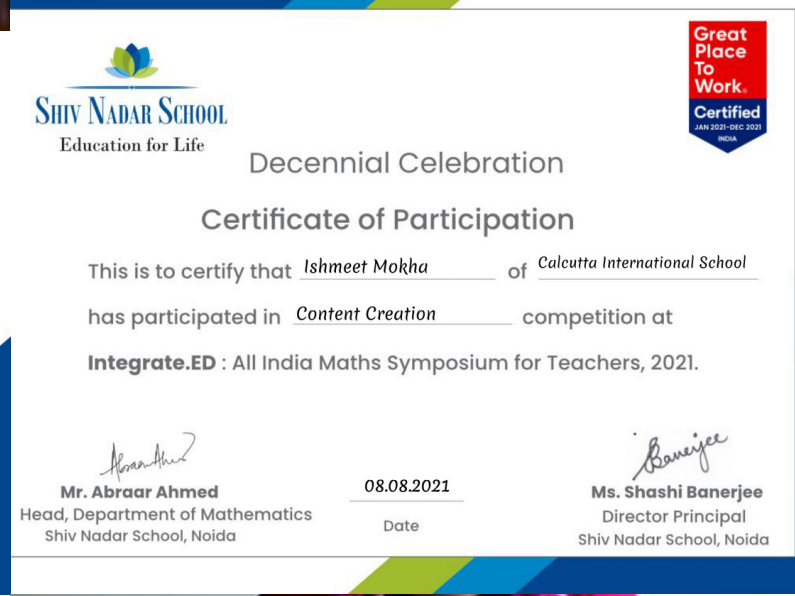 SHIV NADAR SCHOOL
Education for Life
Great
Place
To
Work.
Certified
JAN 2021-DEC 2021
INDIA
Decennial Celebration
Certificate of Participation
This is to certify that Ishmeet Mokha of Calcutta International School
has participated in Content Creation competition at
Integrate.ED : All India Maths Symposium for Teachers, 2021.
Mr. Abraar Ahmed
Head, Department of Mathematics
Shiv Nadar School, Noida
08.08.2021
Date
Banerjee
Ms. Shashi Banerjee
Director Principal
Shiv Nadar School, Noida